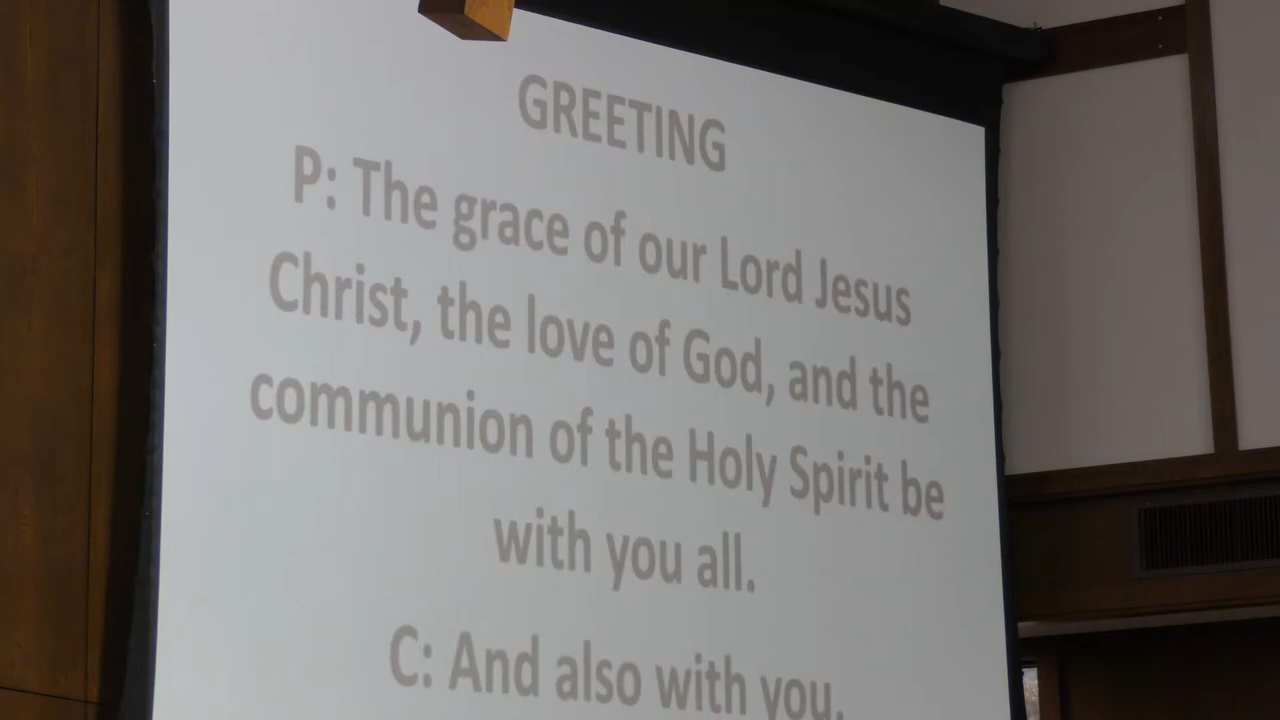 GREETING
P: The grace of our Lord Jesus
Christ, the love of God, and the
communion of the Holy Spirit be
with you all.
C: And also with you.